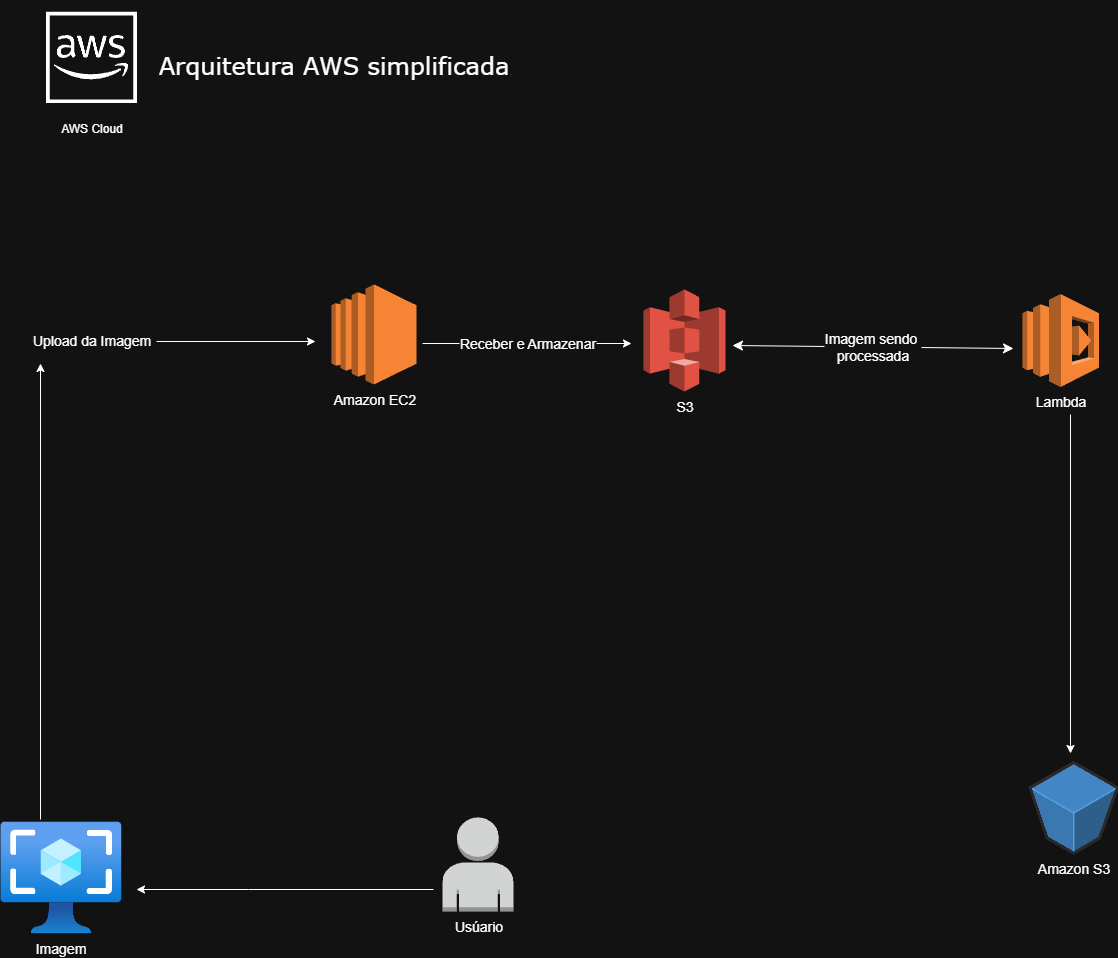 aws
Arquitetura AWS simplificada
AWS Cloud
Upload da Imagem
Amazon EC2
Receber e Armazenar
S3
Imagem sendo
processada
Lambda
Amazon S3
Usúario
Imagem